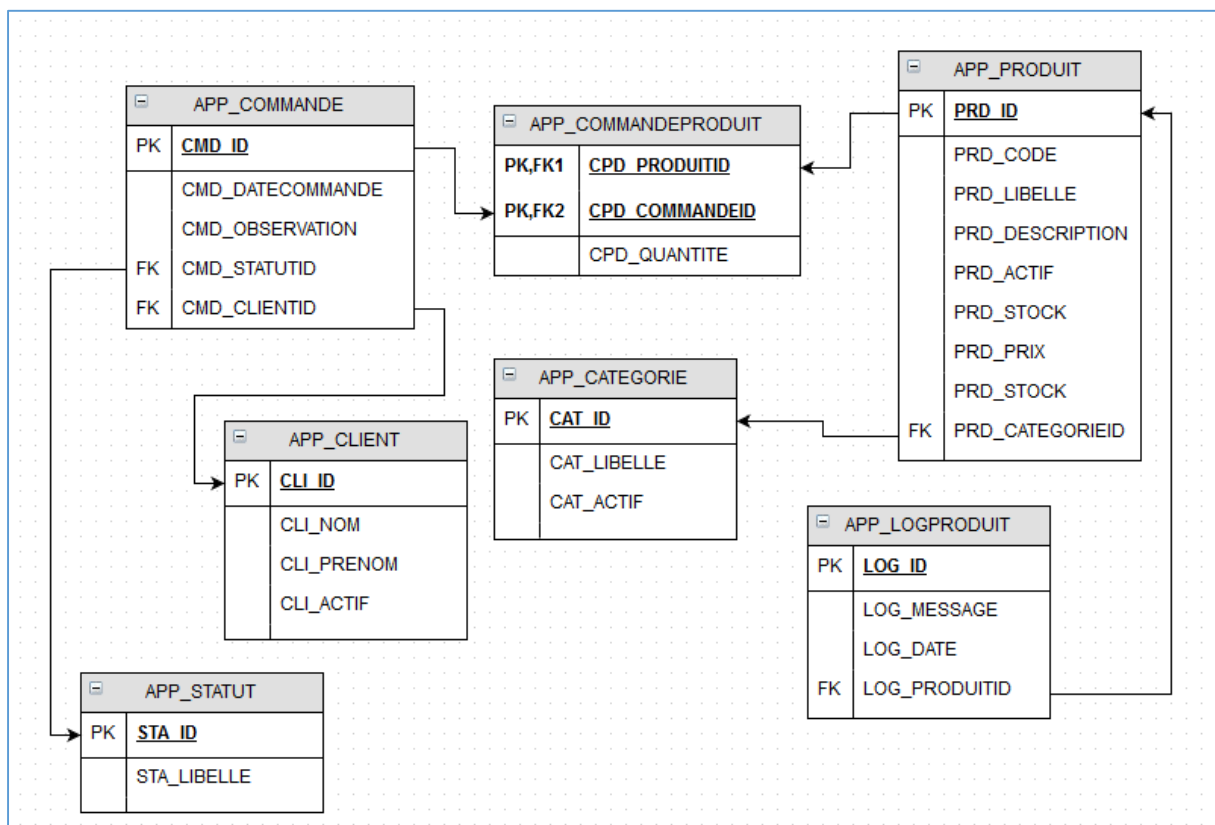 APP_COMMANDE
PK CMD_ID
CMD_DATECOMMANDE
CMD_OBSERVATION
FK CMD_STATUTID
FK CMD_CLIENTID
APP_COMMANDEPRODUIT
PK,FK1 CPD_PRODUITID
PK,FK2 CPD_COMMANDEID
CPD_QUANTITE
APP_PRODUIT
PK PRD_ID
PRD_CODE
PRD_LIBELLE
PRD_DESCRIPTION
PRD_ACTIF
PRD_STOCK
PRD_PRIX
PRD_STOCK
FK PRD_CATEGORIEID
APP_CATEGORIE
PK CAT_ID
CAT_LIBELLE
CAT_ACTIF
APP_CLIENT
PK CLI_ID
CLI_NOM
CLI_PRENOM
CLI_ACTIF
APP_LOGPRODUIT
PK LOG_ID
LOG_MESSAGE
LOG_DATE
FK LOG_PRODUITID
APP_STATUT
PK STA_ID
STA_LIBELLE